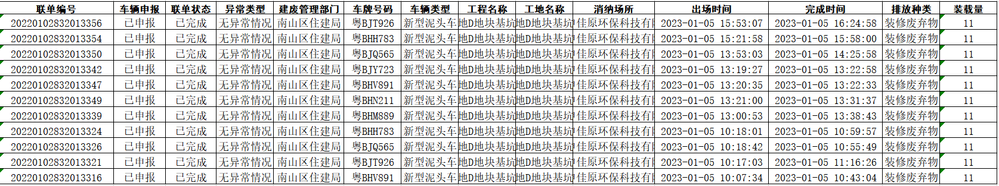 联单编号 车辆申报 联单状态 异常类型 建废管理部门 车牌号码 车辆类型 工程名称 工地名称 消纳场所 出场时间 完成时间 排放种类 装载量
20220102832013356 已申报 已完成 无异常情况 南山区住建局 粤BJT926 新型泥头车 地D地块基坑 地D地块基坑 佳原环保科技有 2023-01-05 15:53:07 2023-01-05 16:24:58 装修废弃物 11
20220102832013354 已申报 已完成 无异常情况 南山区住建局 粤BHH783 新型泥头车 地D地块基坑 地D地块基坑 佳原环保科技有 2023-01-05 15:21:58 2023-01-05 15:58:00 装修废弃物 11
20220102832013350 已申报 已完成 无异常情况 南山区住建局 粤BJQ565 新型泥头车 地D地块基坑 地D地块基坑 佳原环保科技有 2023-01-05 13:53:03 2023-01-05 14:25:58 装修废弃物 11
20220102832013342 已申报 已完成 无异常情况 南山区住建局 粤BJY723 新型泥头车 地D地块基坑 地D地块基坑 佳原环保科技有 2023-01-05 13:19:27 2023-01-05 13:22:58 装修废弃物 11
20220102832013347 已申报 已完成 无异常情况 南山区住建局 粤BHV891 新型泥头车 地D地块基坑 地D地块基坑 佳原环保科技有 2023-01-05 13:20:35 2023-01-05 13:22:33 装修废弃物 11
20220102832013349 已申报 已完成 无异常情况 南山区住建局 粤BHN211 新型泥头车 地D地块基坑 地D地块基坑 佳原环保科技有 2023-01-05 13:21:00 2023-01-05 13:31:37 装修废弃物 11
20220102832013339 已申报 已完成 无异常情况 南山区住建局 粤BHM889 新型泥头车 地D地块基坑 地D地块基坑 佳原环保科技有 2023-01-05 13:00:53 2023-01-05 13:38:43 装修废弃物 11
20220102832013324 已申报 已完成 无异常情况 南山区住建局 粤BHH783 新型泥头车 地D地块基坑 地D地块基坑 佳原环保科技有 2023-01-05 10:18:01 2023-01-05 10:59:57 装修废弃物 11
20220102832013326 已申报 已完成 无异常情况 南山区住建局 粤BJQ565 新型泥头车 地D地块基坑 地D地块基坑 佳原环保科技有 2023-01-05 10:18:42 2023-01-05 10:55:49 装修废弃物 11
20220102832013321 已申报 已完成 无异常情况 南山区住建局 粤BJT926 新型泥头车 地D地块基坑 地D地块基坑 佳原环保科技有 2023-01-05 10:17:03 2023-01-05 11:16:26 装修废弃物 11
20220102832013316 已申报 已完成 无异常情况 南山区住建局 粤BHV891 新型泥头车 地D地块基坑 地D地块基坑 佳原环保科技有 2023-01-05 10:07:34 2023-01-05 10:43:04 装修废弃物 11